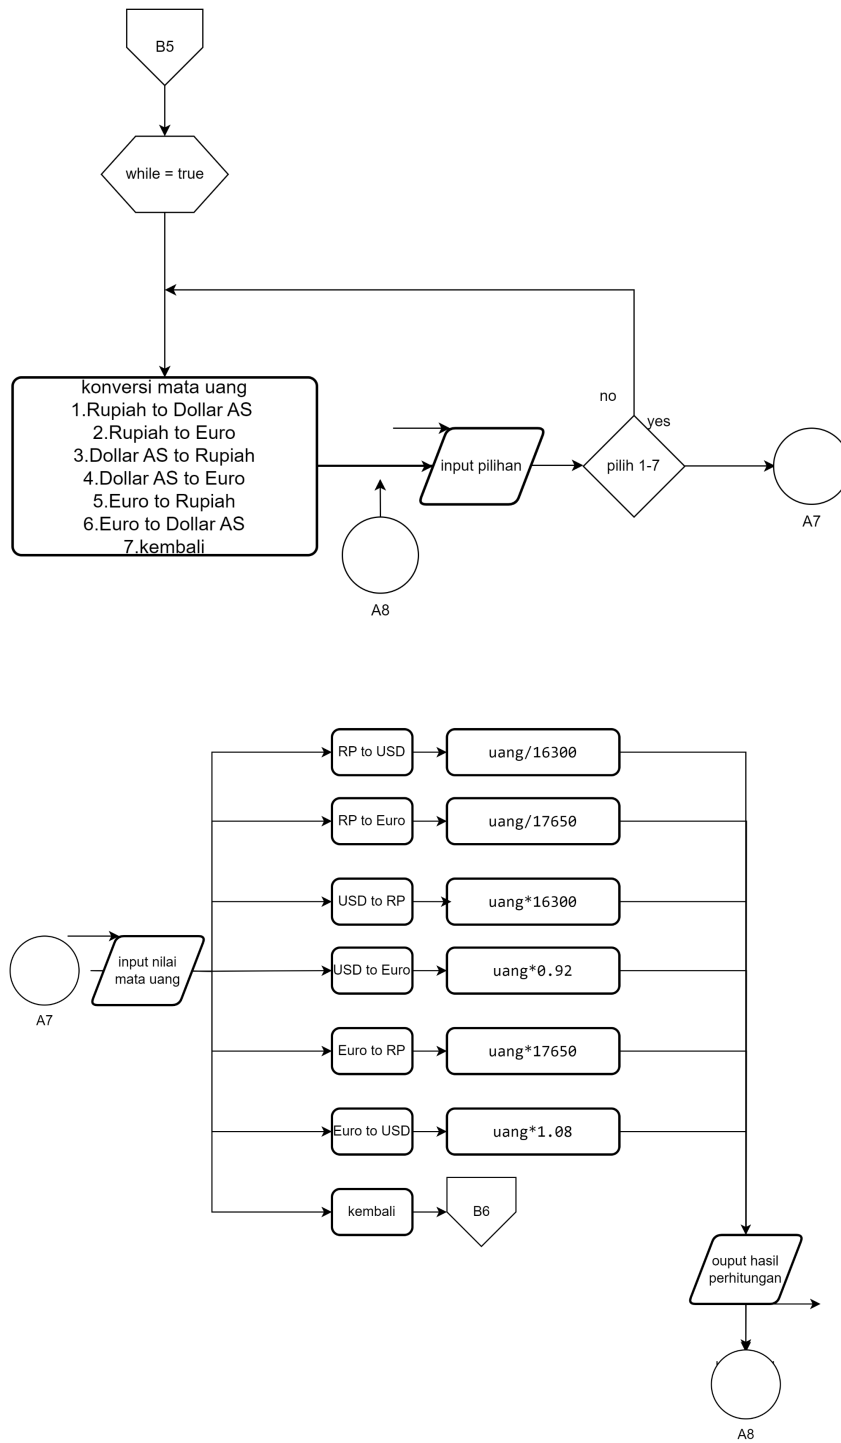 B5
while = true
konversi mata uang
1.Rupiah to Dollar AS
2.Rupiah to Euro
3.Dollar AS to Rupiah
4.Dollar AS to Euro
5.Euro to Rupiah
6.Euro to Dollar AS
7.kembali
input pilihan
no
yes
pilih 1-7
A7
A8
RP to USD
uang/16300
RP to Euro
uang/17650
USD to RP
uang*16300
input nilai
mata uang
A7
USD to Euro
uang*0.92
Euro to RP
uang*17650
Euro to USD
uang*1.08
kembali
B6
ouput hasil
perhitungan
A8